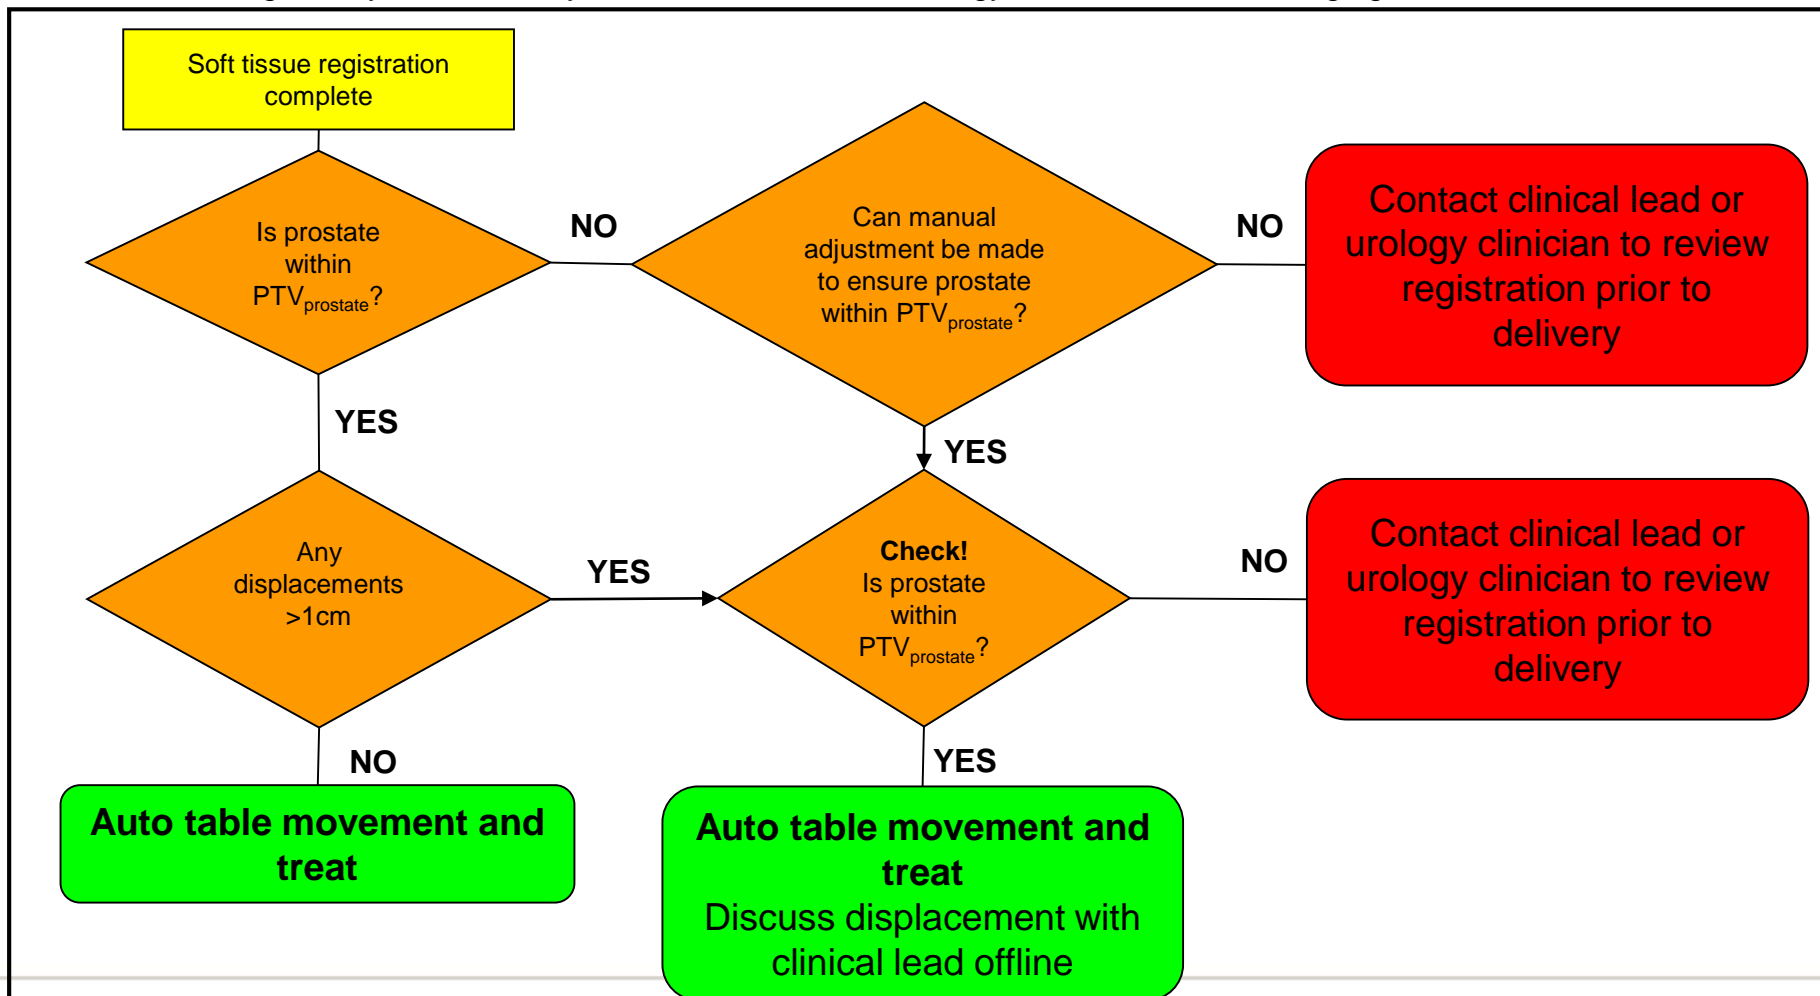 Soft tissue registration
complete
Is prostate
within
PTVprostate?
NO
Can manual
adjustment be made
to ensure prostate
within PTVprostate?
NO
Contact clinical lead or
urology clinician to review
registration prior to
delivery
YES
YES
Any
displacements
>1cm
YES
Check!
Is prostate
within
PTVprostate?
NO
Contact clinical lead or
urology clinician to review
registration prior to
delivery
NO
YES
Auto table movement and
treat
Auto table movement and
treat
Discuss displacement with
clinical lead offline